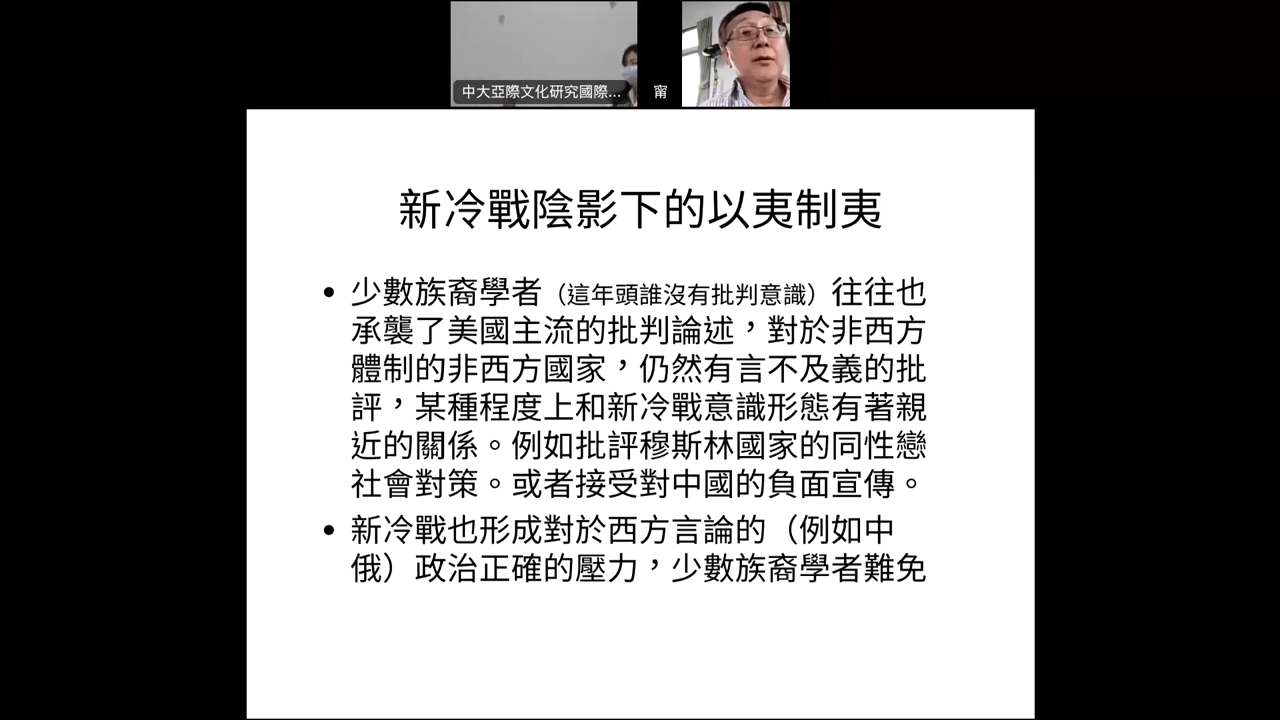 中大亞際文化研究國際...
甯
新冷戰陰影下的以夷制夷
• 少數族裔學者（這年頭誰沒有批判意識）往往也
承襲了美國主流的批判論述，對於非西方
體制的非西方國家，仍然有言不及義的批
評，某種程度上和新冷戰意識形態有著親
近的關係。例如批評穆斯林國家的同性戀
社會對策。或者接受對中國的負面宣傳。
• 新冷戰也形成對於西方言論的（例如中
俄）政治正確的壓力，少數族裔學者難免